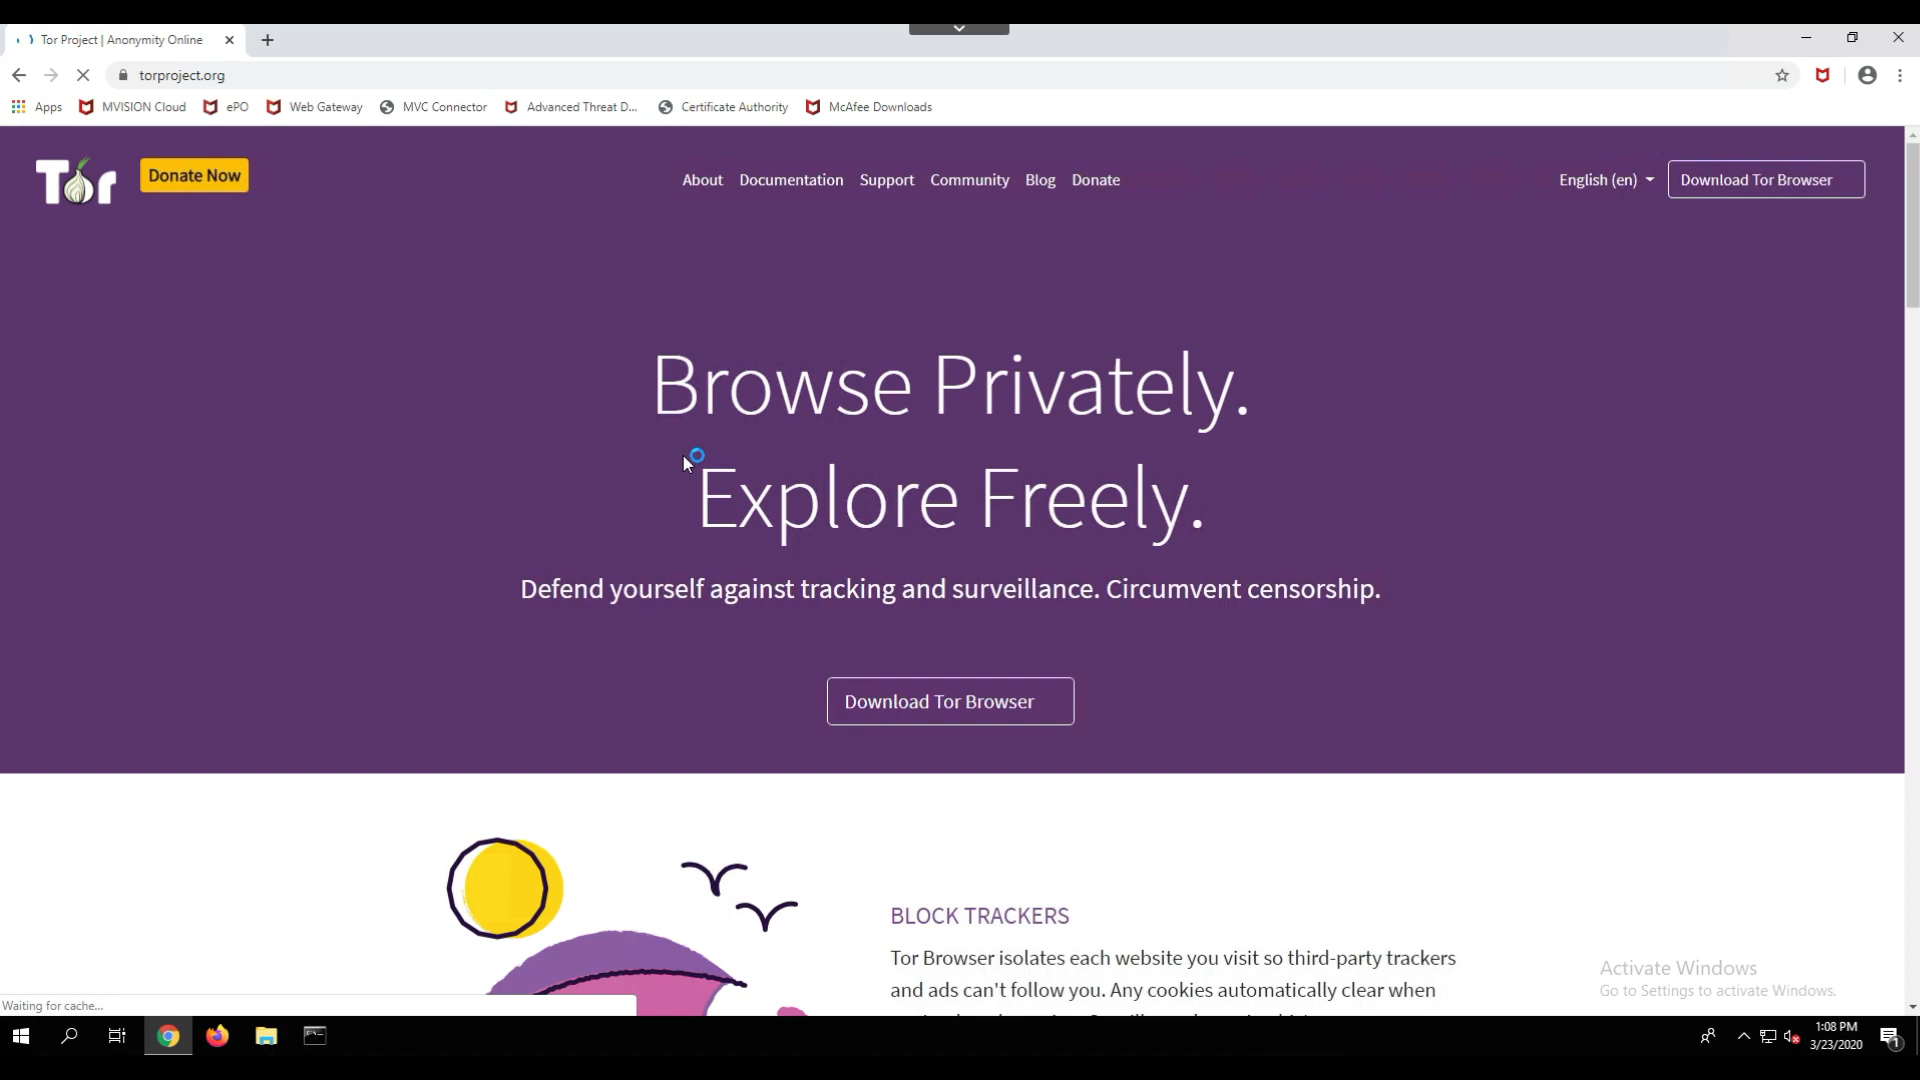 Tor Project | Anonymity Online
torproject.org
Apps MVISION Cloud ePO Web Gateway MVC Connector Advanced Threat D... Certificate Authority McAfee Downloads
Tor Donate Now About Documentation Support Community Blog Donate English (en) Download Tor Browser
Browse Privately.
Explore Freely.
Defend yourself against tracking and surveillance. Circumvent censorship.
Download Tor Browser
BLOCK TRACKERS
Tor Browser isolates each website you visit so third-party trackers
and ads can't follow you. Any cookies automatically clear when
Activate Windows
Go to Settings to activate Windows.
Waiting for cache...
1:08 PM
3/23/2020
1